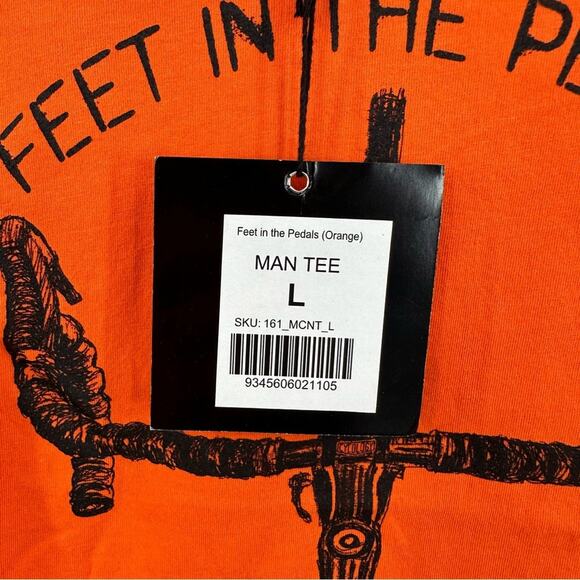 FEET IN THE PE
Feet in the Pedals (Orange)
MAN TEE
L
SKU: 161_MCNT_L
9345606021105